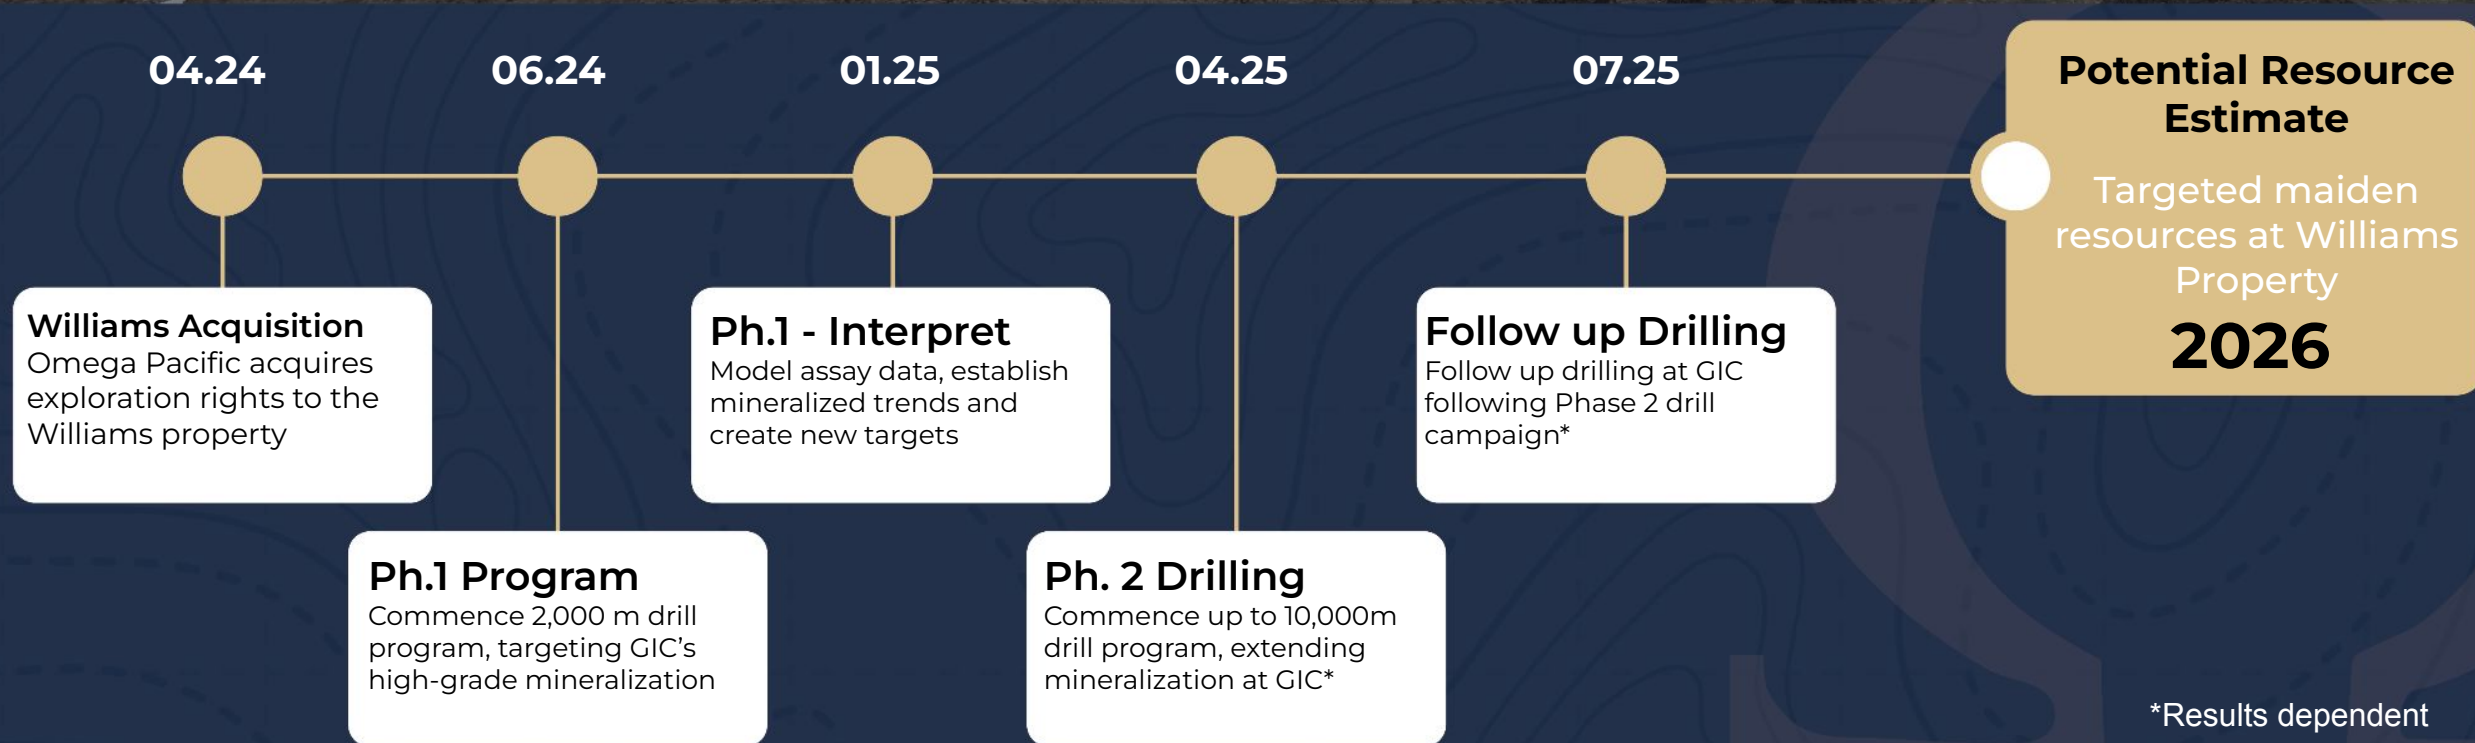 04.24
06.24
01.25
04.25
07.25
Williams Acquisition
Omega Pacific acquires
exploration rights to the
Williams property
Ph.1 Program
Commence 2,000 m drill
program, targeting GIC’s
high-grade mineralization
Ph.1 - Interpret
Model assay data, establish
mineralized trends and
create new targets
Ph. 2 Drilling
Commence up to 10,000m
drill program, extending
mineralization at GIC*
Follow up Drilling
Follow up drilling at GIC
following Phase 2 drill
campaign*
Potential Resource
Estimate
Targeted maiden
resources at Williams
Property
2026
*Results dependent